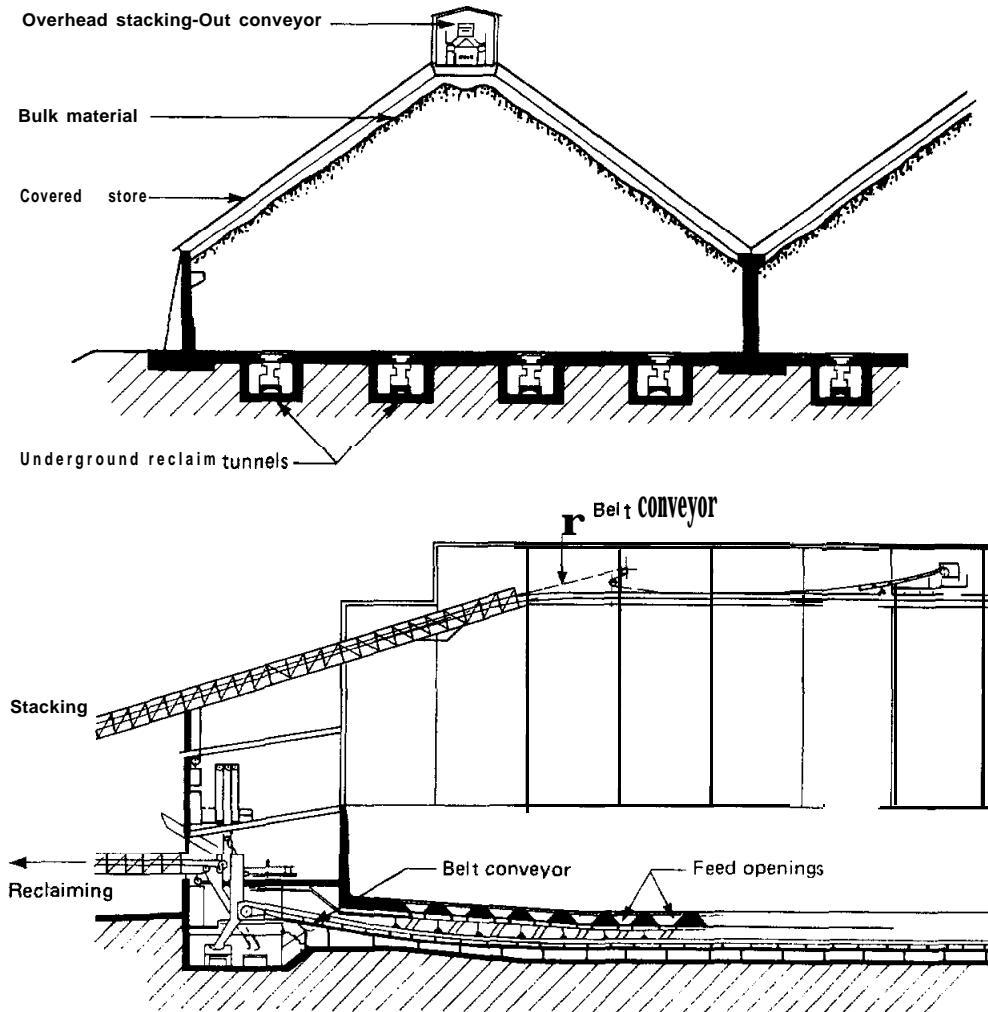 Overhead stacking-Out conveyor
Bulk material
Covered store
Underground reclaim tunnels
r Belt conveyor
Stacking
Belt conveyor
Feed openings
Reclaiming